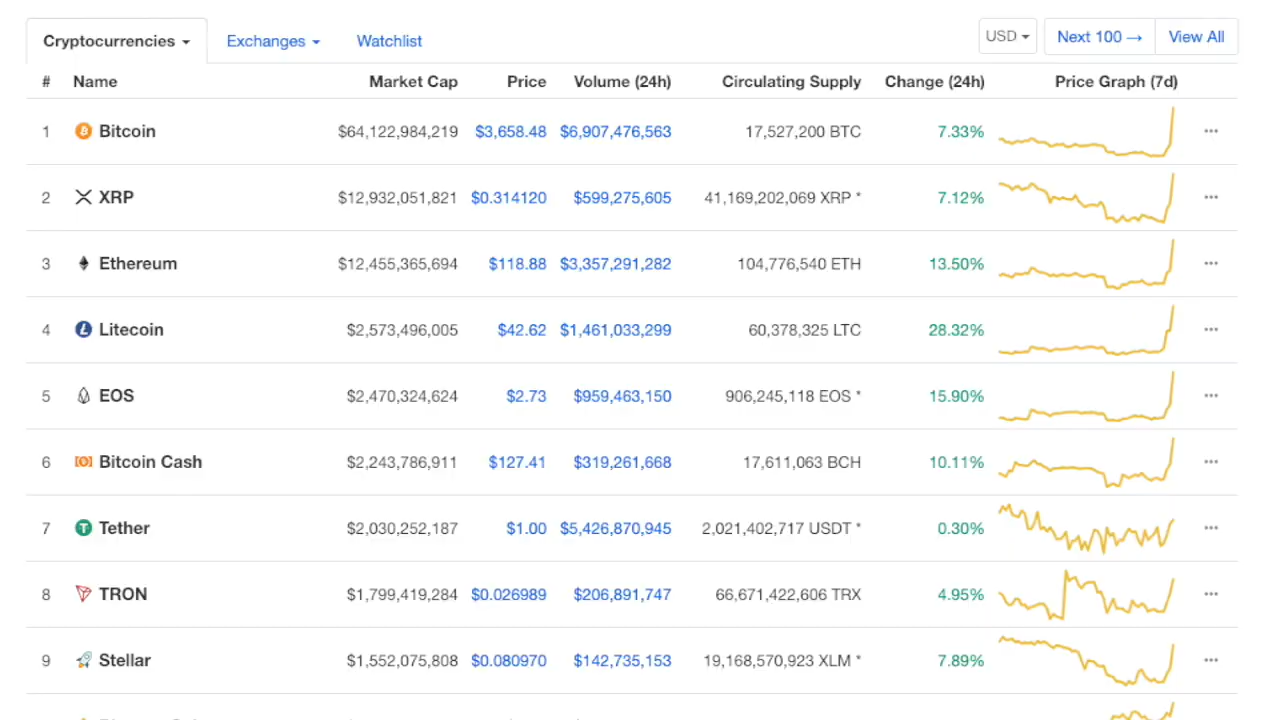 Cryptocurrencies Exchanges Watchlist USD Next 100 → View All
# Name Market Cap Price Volume (24h) Circulating Supply Change (24h) Price Graph (7d)
1 Bitcoin $64,122,984,219 $3,658.48 $6,907,476,563 17,527,200 BTC 7.33%
2 XRP $12,932,051,821 $0.314120 $599,275,605 41,169,202,069 XRP * 7.12%
3 Ethereum $12,455,365,694 $118.88 $3,357,291,282 104,776,540 ETH 13.50%
4 Litecoin $2,573,496,005 $42.62 $1,461,033,299 60,378,325 LTC 28.32%
5 EOS $2,470,324,624 $2.73 $959,463,150 906,245,118 EOS * 15.90%
6 Bitcoin Cash $2,243,786,911 $127.41 $319,261,668 17,611,063 BCH 10.11%
7 Tether $2,030,252,187 $1.00 $5,426,870,945 2,021,402,717 USDT * 0.30%
8 TRON $1,799,419,284 $0.026989 $206,891,747 66,671,422,606 TRX 4.95%
9 Stellar $1,552,075,808 $0.080970 $142,735,153 19,168,570,923 XLM * 7.89%